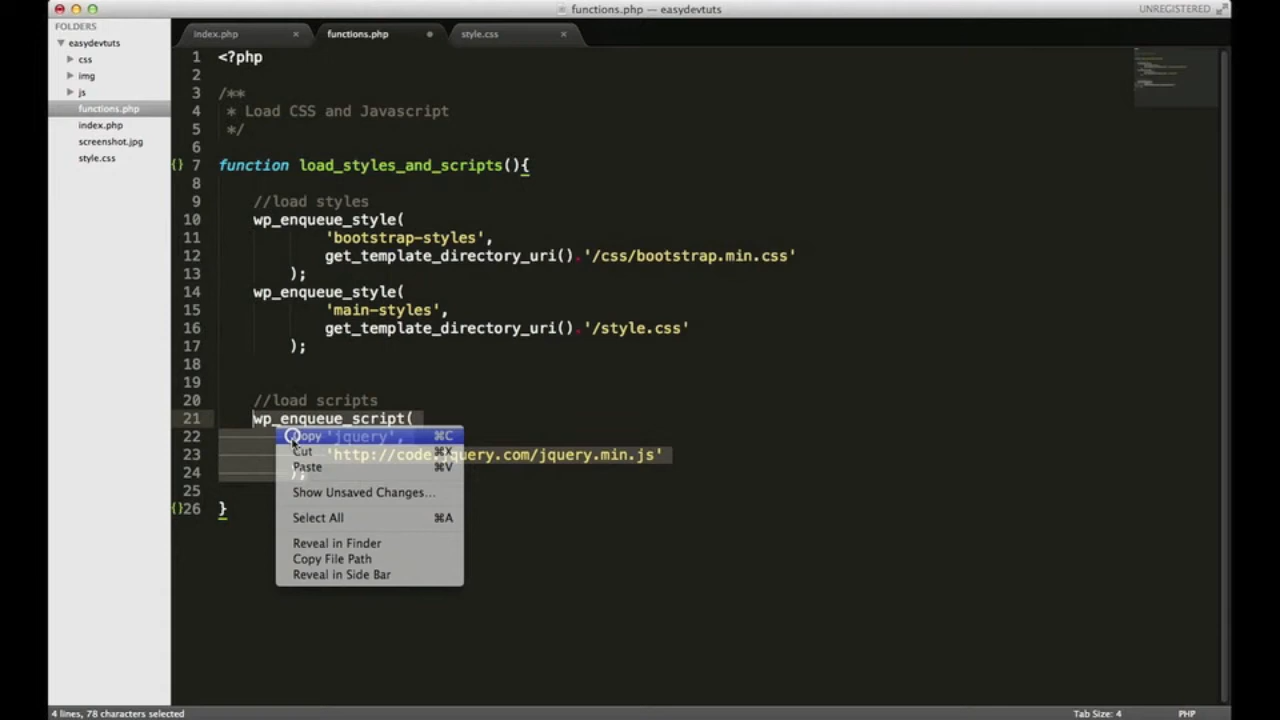 functions.php — easydevtuts
UNREGISTERED
FOLDERS
easydevtuts
css
img
js
functions.php
index.php
screenshot.jpg
style.css
index.php
functions.php
style.css
1 <?php
2
3 /**
4 * Load CSS and Javascript
5 */
6
{} 7 function load_styles_and_scripts(){
8
9 //load styles
10 wp_enqueue_style(
11 'bootstrap-styles',
12 get_template_directory_uri().'/css/bootstrap.min.css'
13 );
14 wp_enqueue_style(
15 'main-styles',
16 get_template_directory_uri().'/style.css'
17 );
18
19
20 //load scripts
21 wp_enqueue_script(
22 'jquery',
23 'http://code.jquery.com/jquery.min.js'
24 );
25
{} 26 }
Copy ⌘C
Cut ⌘X
Paste ⌘V
Show Unsaved Changes…
Select All ⌘A
Reveal in Finder
Copy File Path
Reveal in Side Bar
4 lines, 78 characters selected
Tab Size: 4
PHP